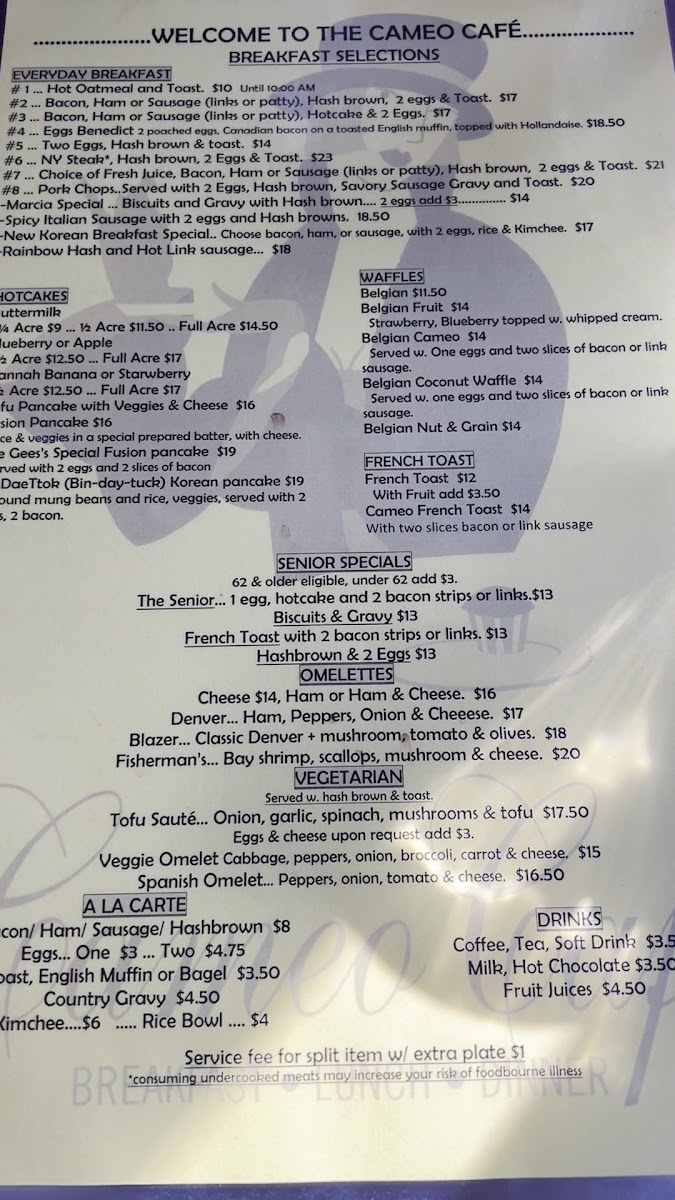 ....................WELCOME TO THE CAMEO CAFÉ...................
BREAKFAST SELECTIONS
EVERYDAY BREAKFAST
# 1 ... Hot Oatmeal and Toast. $10 Until 10:00 AM
#2 ... Bacon, Ham or Sausage (links or patty), Hash brown, 2 eggs & Toast. $17
#3 ... Bacon, Ham or Sausage (links or patty), Hotcake & 2 Eggs. $17
#4 ... Eggs Benedict 2 poached eggs, Canadian bacon on a toasted English muffin, topped with Hollandaise. $18.50
#5 ... Two Eggs, Hash brown & toast. $14
#6 ... NY Steak*, Hash brown, 2 Eggs & Toast. $23
#7 ... Choice of Fresh Juice, Bacon, Ham or Sausage (links or patty), Hash brown, 2 eggs & Toast. $21
#8 ... Pork Chops..Served with 2 Eggs, Hash brown, Savory Sausage Gravy and Toast. $20
-Marcia Special ... Biscuits and Gravy with Hash brown.... 2 eggs add $3.............. $14
-Spicy Italian Sausage with 2 eggs and Hash browns. 18.50
-New Korean Breakfast Special.. Choose bacon, ham, or sausage, with 2 eggs, rice & Kimchee. $17
-Rainbow Hash and Hot Link sausage... $18
HOTCAKES
uttermilk
¼ Acre $9 ... ½ Acre $11.50 .. Full Acre $14.50
lueberry or Apple
½ Acre $12.50 ... Full Acre $17
annah Banana or Starwberry
½ Acre $12.50 ... Full Acre $17
fu Pancake with Veggies & Cheese $16
sion Pancake $16
ce & veggies in a special prepared batter, with cheese.
e Gees's Special Fusion pancake $19
rved with 2 eggs and 2 slices of bacon
DaeTtok (Bin-day-tuck) Korean pancake $19
ound mung beans and rice, veggies, served with 2
s, 2 bacon.
WAFFLES
Belgian $11.50
Belgian Fruit $14
Strawberry, Blueberry topped w. whipped cream.
Belgian Cameo $14
Served w. One eggs and two slices of bacon or link
sausage.
Belgian Coconut Waffle $14
Served w. one eggs and two slices of bacon or link
sausage.
Belgian Nut & Grain $14
FRENCH TOAST
French Toast $12
With Fruit add $3.50
Cameo French Toast $14
With two slices bacon or link sausage
SENIOR SPECIALS
62 & older eligible, under 62 add $3.
The Senior... 1 egg, hotcake and 2 bacon strips or links.$13
Biscuits & Gravy $13
French Toast with 2 bacon strips or links. $13
Hashbrown & 2 Eggs $13
OMELETTES
Cheese $14, Ham or Ham & Cheese. $16
Denver... Ham, Peppers, Onion & Cheeese. $17
Blazer... Classic Denver + mushroom, tomato & olives. $18
Fisherman's... Bay shrimp, scallops, mushroom & cheese. $20
VEGETARIAN
Served w. hash brown & toast.
Tofu Sauté... Onion, garlic, spinach, mushrooms & tofu $17.50
Eggs & cheese upon request add $3.
Veggie Omelet Cabbage, peppers, onion, broccoli, carrot & cheese. $15
Spanish Omelet... Peppers, onion, tomato & cheese. $16.50
A LA CARTE
con/ Ham/ Sausage/ Hashbrown $8
Eggs... One $3 ... Two $4.75
oast, English Muffin or Bagel $3.50
Country Gravy $4.50
Kimchee....$6 ..... Rice Bowl .... $4
DRINKS
Coffee, Tea, Soft Drink $3.5
Milk, Hot Chocolate $3.50
Fruit Juices $4.50
Service fee for split item w/ extra plate $1
*consuming undercooked meats may increase your risk of foodbourne illness
BREAKFAST • LUNCH • DINNER